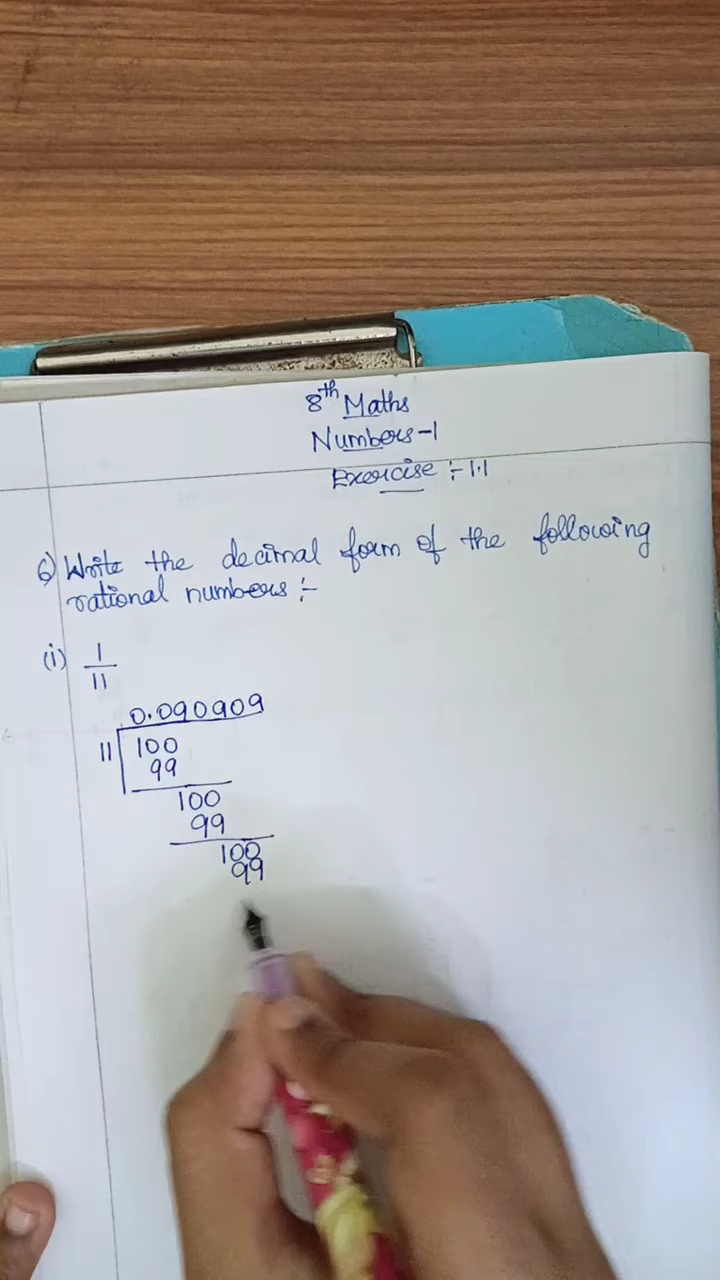 8th Maths
Numbers-1
Exercise :- 1.1
6) Write the decimal form of the following
rational numbers :-
(i) 1/11
0.090909
11 100
99
100
99
100
99